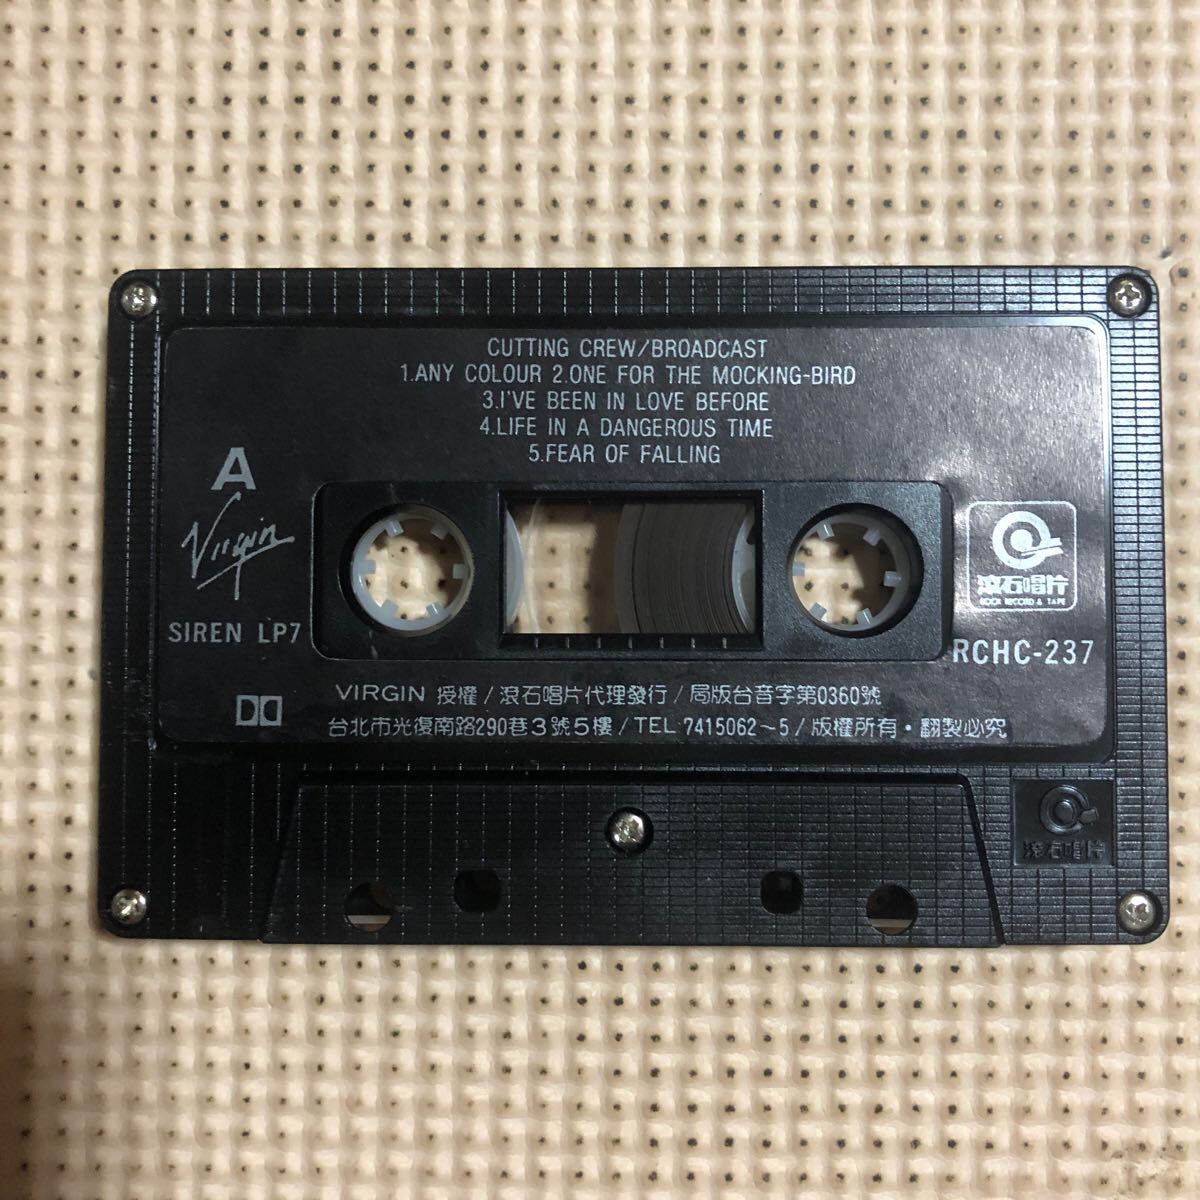 CUTTING CREW/BROADCAST
1.ANY COLOUR 2.ONE FOR THE MOCKING-BIRD
3.I'VE BEEN IN LOVE BEFORE
4.LIFE IN A DANGEROUS TIME
5.FEAR OF FALLING
A
Virgin
SIREN LP7
滾石唱片
ROCK RECORD & TAPE
RCHC-237
VIRGIN 授權/滾石唱片代理發行/局版台音字第0360號
台北市光復南路290巷3號5樓/TEL 7415062~5/版權所有·翻製必究
滾石唱片